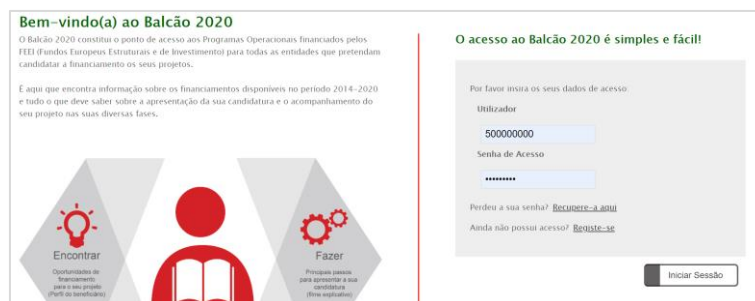 Bem-vindo(a) ao Balcão 2020
O Balcão 2020 constitui o ponto de acesso aos Programas Operacionais financiados pelos
FEEI (Fundos Europeus Estruturais e de Investimento) para todas as entidades que pretendam
candidatar a financiamento os seus projetos.
É aqui que encontra informação sobre os financiamentos disponíveis no período 2014-2020
e tudo o que deve saber sobre a apresentação da sua candidatura e o acompanhamento do
seu projeto nas suas diversas fases.
Encontrar
Oportunidades de
financiamento
para o seu projeto
(Perfil do beneficiário)
Fazer
Principais passos
para apresentar a sua
candidatura
(filme explicativo)
O acesso ao Balcão 2020 é simples e fácil!
Por favor insira os seus dados de acesso
Utilizador
500000000
Senha de Acesso
•••••••••
Perdeu a sua senha? Recupere-a aqui
Ainda não possui acesso? Registe-se
Iniciar Sessão